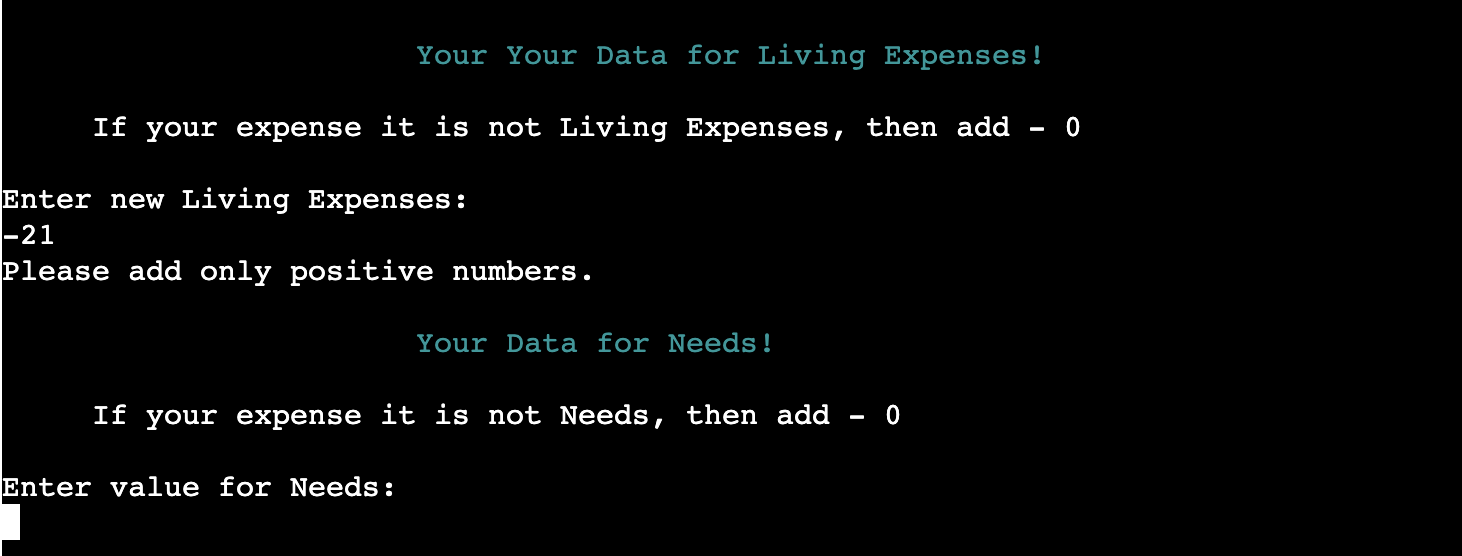 Your Your Data for Living Expenses!
If your expense it is not Living Expenses, then add - 0
Enter new Living Expenses:
-21
Please add only positive numbers.
Your Data for Needs!
If your expense it is not Needs, then add - 0
Enter value for Needs: